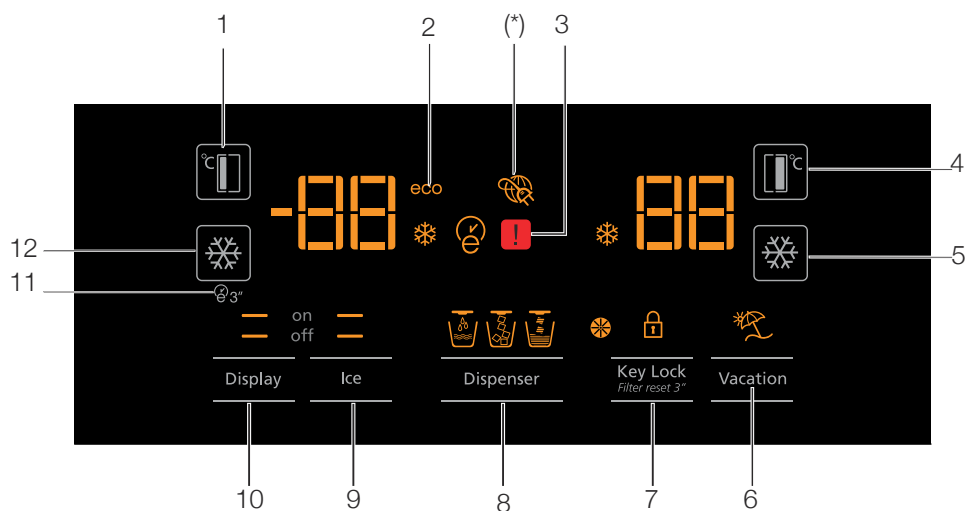 1 2 (*) 3
°C -88 eco 88 °C
4
12
5
11 e 3"
e !
on
off
Display Ice Dispenser Key Lock Vacation
Filter reset 3"
10 9 8 7 6